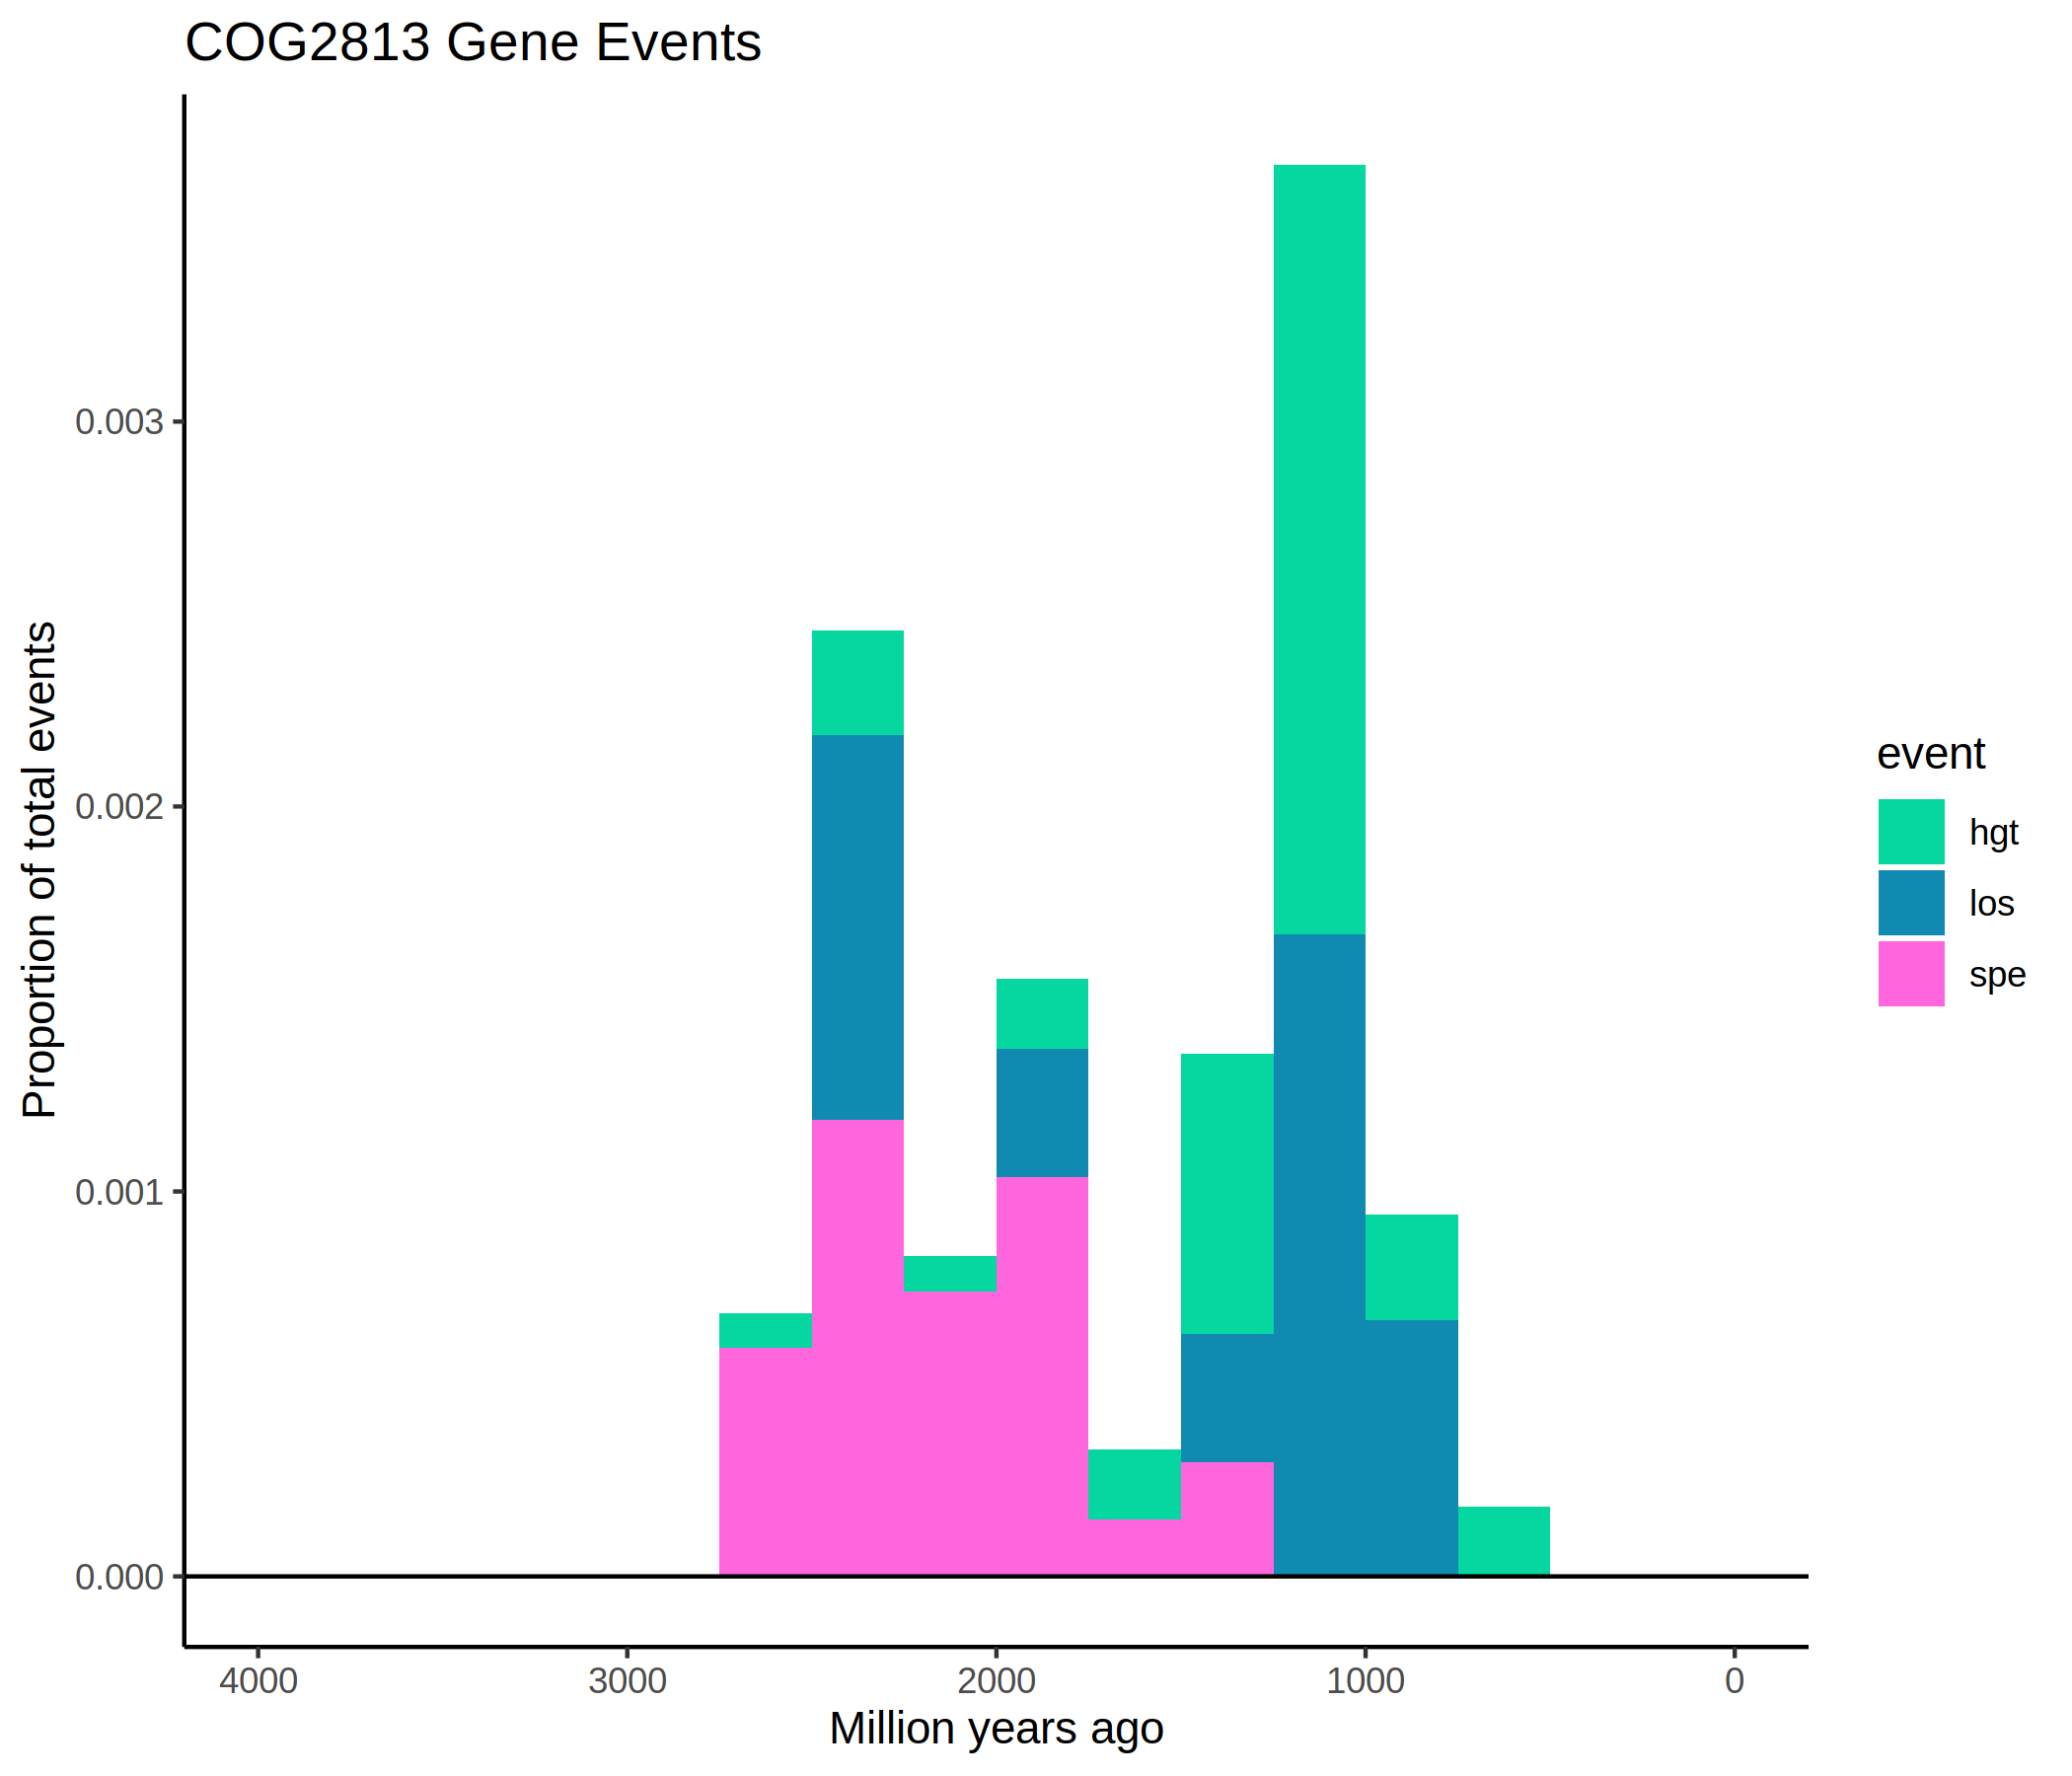 COG2813 Gene Events
Proportion of total events
0.003
0.002
0.001
0.000
4000 3000 2000 1000 0
Million years ago
event
hgt
los
spe